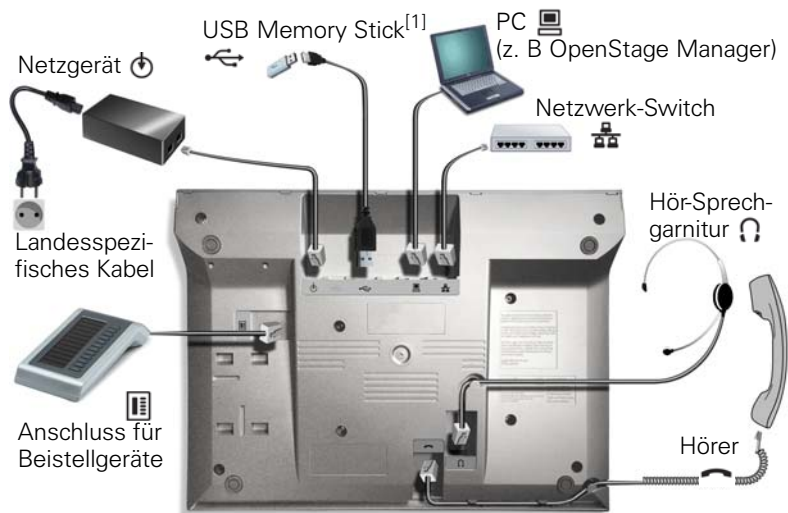 USB Memory Stick[1]
PC
(z. B OpenStage Manager)
Netzgerät
Netzwerk-Switch
Landesspezi-
fisches Kabel
Hör-Sprech-
garnitur
Anschluss für
Beistellgeräte
Hörer